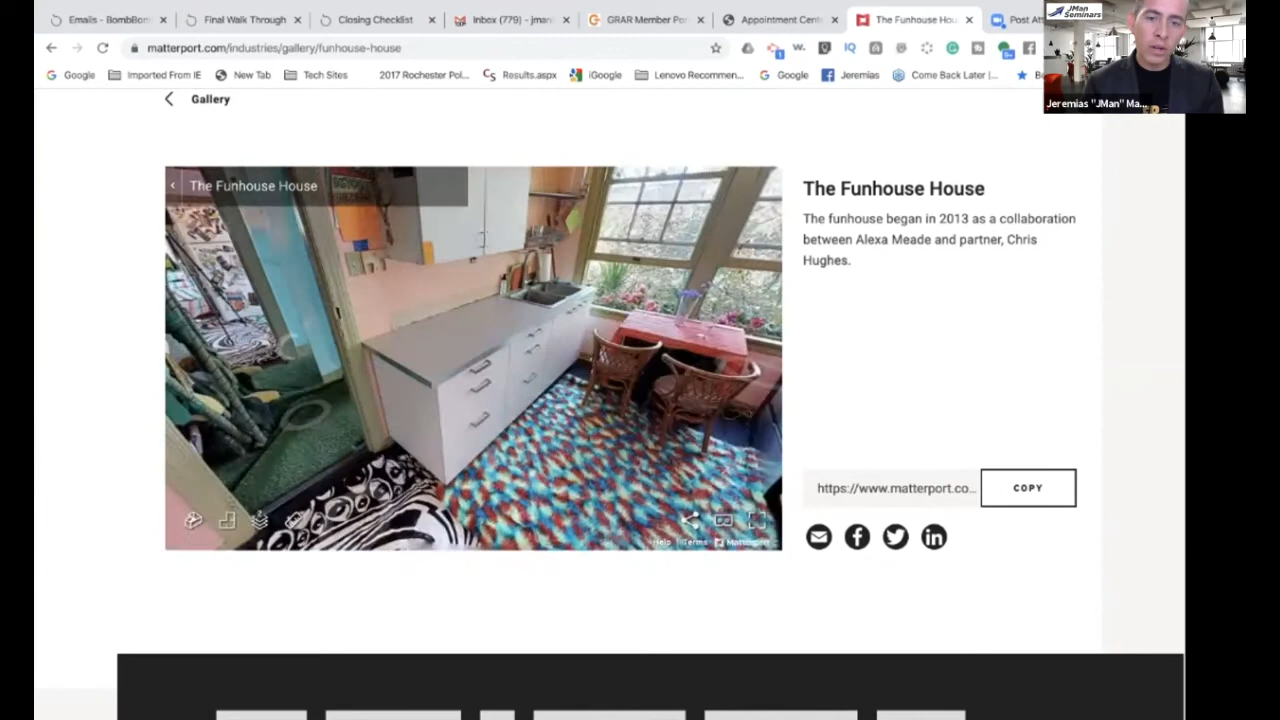 Emails - BombBom
Final Walk Through
Closing Checklist
Inbox (779) - jman
GRAR Member Po
Appointment Cent
The Funhouse Hou
Post At
matterport.com/industries/gallery/funhouse-house
Google
Imported From IE
New Tab
Tech Sites
2017 Rochester Pol...
Results.aspx
iGoogle
Lenovo Recommen...
Google
Jeremias
Come Back Later |...
JMan
Seminars
Jeremias "JMan" Ma...
Gallery
The Funhouse House
The Funhouse House
The funhouse began in 2013 as a collaboration
between Alexa Meade and partner, Chris
Hughes.
https://www.matterport.co...
COPY
Help
Terms
Matterport